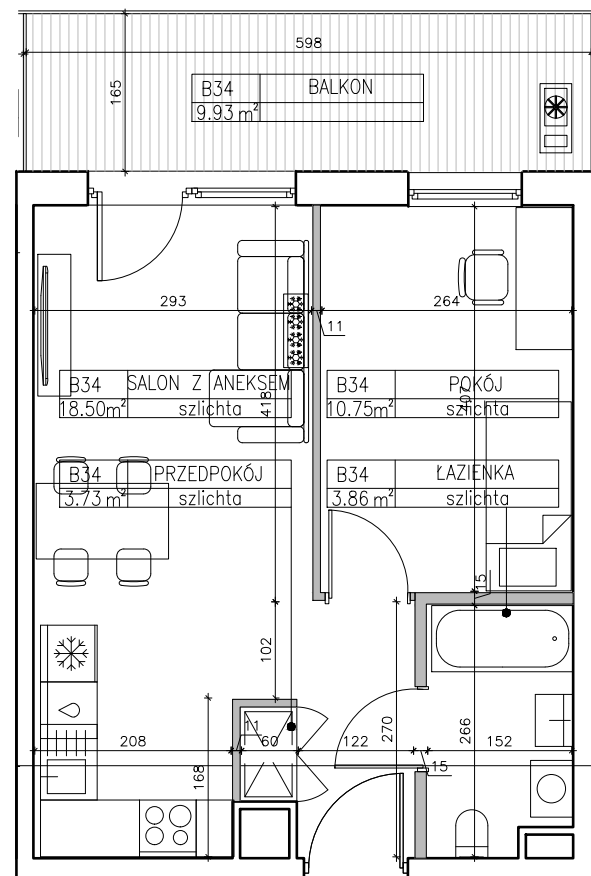 598
165
B34 BALKON
9.93 m²
293
264
11
B34 SALON Z ANEKSEM
18.50m² szlichta
B34 POKÓJ
10.75m² szlichta
418
B34 PRZEDPOKÓJ
3.73 m² szlichta
B34 ŁAZIENKA
3.86 m² szlichta
15
102
208
11
60
122
270
266
152
168
15